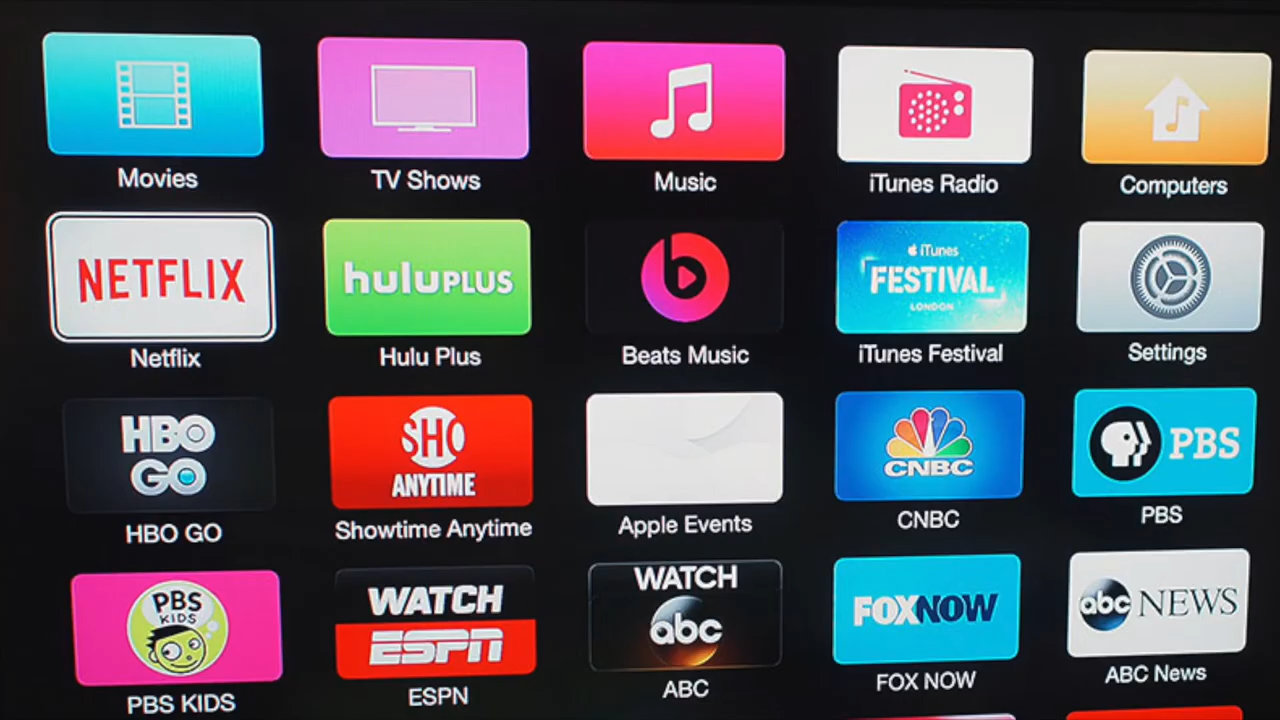 Movies
TV Shows
Music
iTunes Radio
Computers
NETFLIX
huluPLUS
b
iTunes
FESTIVAL
LONDON
Netflix
Hulu Plus
Beats Music
iTunes Festival
Settings
HBO
GO
SHO
ANYTIME
CNBC
PBS
HBO GO
Showtime Anytime
Apple Events
CNBC
PBS
PBS
KIDS
WATCH
ESPN
WATCH
abc
FOXNOW
abc NEWS
PBS KIDS
ESPN
ABC
FOX NOW
ABC News